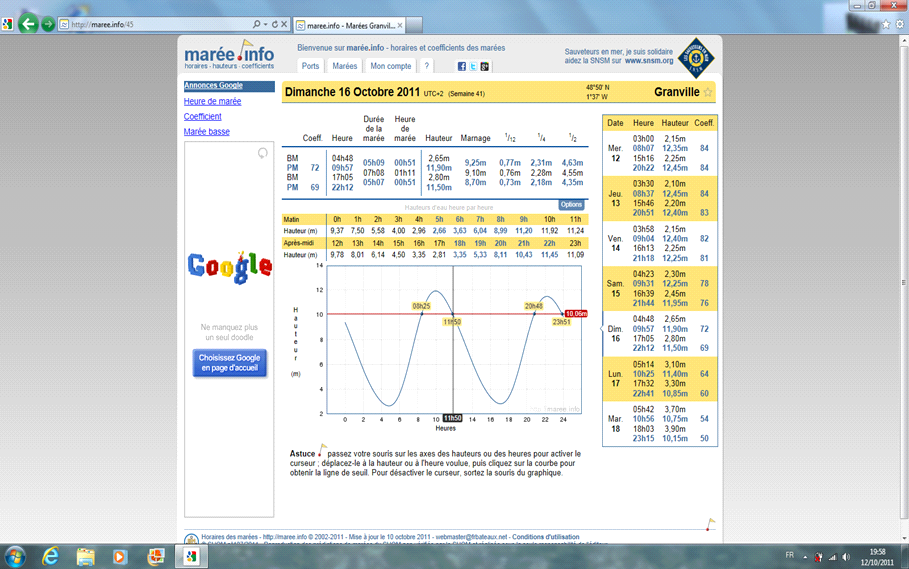 http://maree.info/45
maree.info - Marées Granvil...
marée.info
horaires - hauteurs - coefficients
Bienvenue sur marée.info - horaires et coefficients des marées
Ports Marées Mon compte ?
Sauveteurs en mer, je suis solidaire
aidez la SNSM sur www.snsm.org
Annonces Google
Heure de marée
Coefficient
Marée basse
Google
Ne manquez plus
un seul doodle
Choisissez Google
en page d'accueil
Dimanche 16 Octobre 2011 UTC+2 (Semaine 41)
48°50' N
1°37' W
Granville
Coeff. Heure Durée de la marée Heure de marée Hauteur Marnage 1/12 1/4 1/2
BM 04h48 2,65m
05h09 00h51 9,25m 0,77m 2,31m 4,63m
PM 72 09h57 11,90m
07h08 01h11 9,10m 0,76m 2,28m 4,55m
BM 17h05 2,80m
05h07 00h51 8,70m 0,73m 2,18m 4,35m
PM 69 22h12 11,50m
Hauteurs d'eau heure par heure
Options
Matin 0h 1h 2h 3h 4h 5h 6h 7h 8h 9h 10h 11h
Hauteur (m) 9,37 7,50 5,58 4,00 2,96 2,66 3,63 6,04 8,99 11,20 11,92 11,24
Après-midi 12h 13h 14h 15h 16h 17h 18h 19h 20h 21h 22h 23h
Hauteur (m) 9,78 8,01 6,14 4,50 3,35 2,81 3,35 5,33 8,11 10,43 11,45 11,09
Hauteur
(m)
14
12
10
8
6
4
2
08h25
11h50
20h48
23h51
10,06m
0 2 4 6 8 10 11h50 14 16 18 20 22 24
Heures
Astuce passez votre souris sur les axes des hauteurs ou des heures pour activer le
curseur ; déplacez-le à la hauteur ou à l'heure voulue, puis cliquez sur la courbe pour
obtenir la ligne de seuil. Pour désactiver le curseur, sortez la souris du graphique.
Date Heure Hauteur Coeff.
Mer. 12
03h00 2,15m
08h07 12,35m 84
15h16 2,25m
20h22 12,45m 84
Jeu. 13
03h30 2,10m
08h37 12,45m 84
15h46 2,20m
20h51 12,40m 83
Ven. 14
03h58 2,15m
09h04 12,40m 82
16h13 2,25m
21h18 12,25m 81
Sam. 15
04h23 2,30m
09h31 12,25m 78
16h39 2,45m
21h44 11,95m 76
Dim. 16
04h48 2,65m
09h57 11,90m 72
17h05 2,80m
22h12 11,50m 69
Lun. 17
05h14 3,10m
10h25 11,40m 64
17h32 3,30m
22h41 10,85m 60
Mar. 18
05h42 3,70m
10h56 10,75m 54
18h03 3,90m
23h15 10,15m 50
Horaires des marées - http://maree.info © 2002-2011 - Mise à jour le 10 octobre 2011 - webmaster@frbateaux.net - Conditions d'utilisation
FR
19:58
12/10/2011